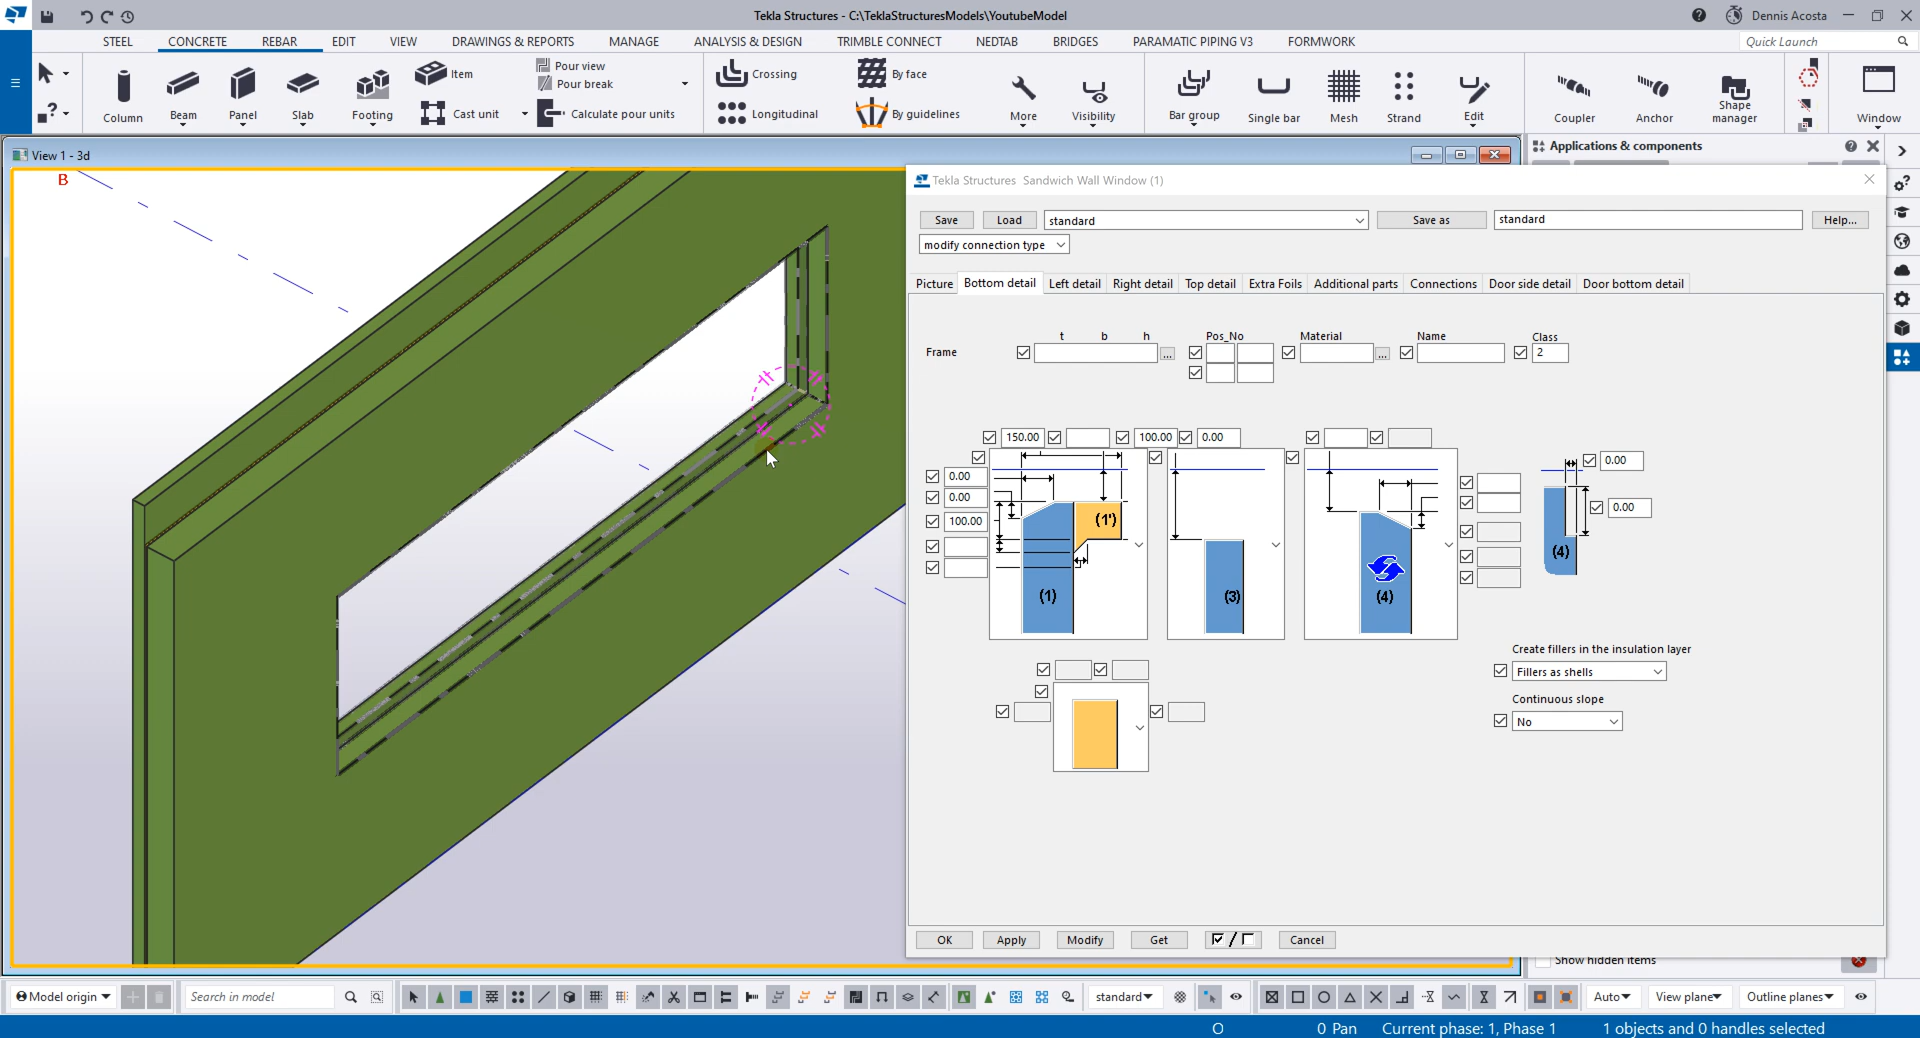 Tekla Structures - C:\TeklaStructuresModels\YoutubeModel
Dennis Acosta
STEEL CONCRETE REBAR EDIT VIEW DRAWINGS & REPORTS MANAGE ANALYSIS & DESIGN TRIMBLE CONNECT NEDTAB BRIDGES PARAMATIC PIPING V3 FORMWORK Quick Launch
Column Beam Panel Slab Footing
Item
Cast unit
Pour view
Pour break
Calculate pour units
Crossing
Longitudinal
By face
By guidelines
More Visibility Bar group Single bar Mesh Strand Edit Coupler Anchor Shape manager Window
View 1 - 3d
Applications & components
B
Tekla Structures Sandwich Wall Window (1)
Save Load standard Save as standard Help...
modify connection type
Picture Bottom detail Left detail Right detail Top detail Extra Foils Additional parts Connections Door side detail Door bottom detail
t b h Pos_No Material Name Class
Frame ... ... 2
150.00 100.00 0.00
0.00
0.00
100.00
0.00
0.00
(1')
(1) (3) (4) (4)
Create fillers in the insulation layer
Fillers as shells
Continuous slope
No
OK Apply Modify Get / Cancel
Show hidden items
Model origin Search in model standard Auto View plane Outline planes
O 0 Pan Current phase: 1, Phase 1 1 objects and 0 handles selected